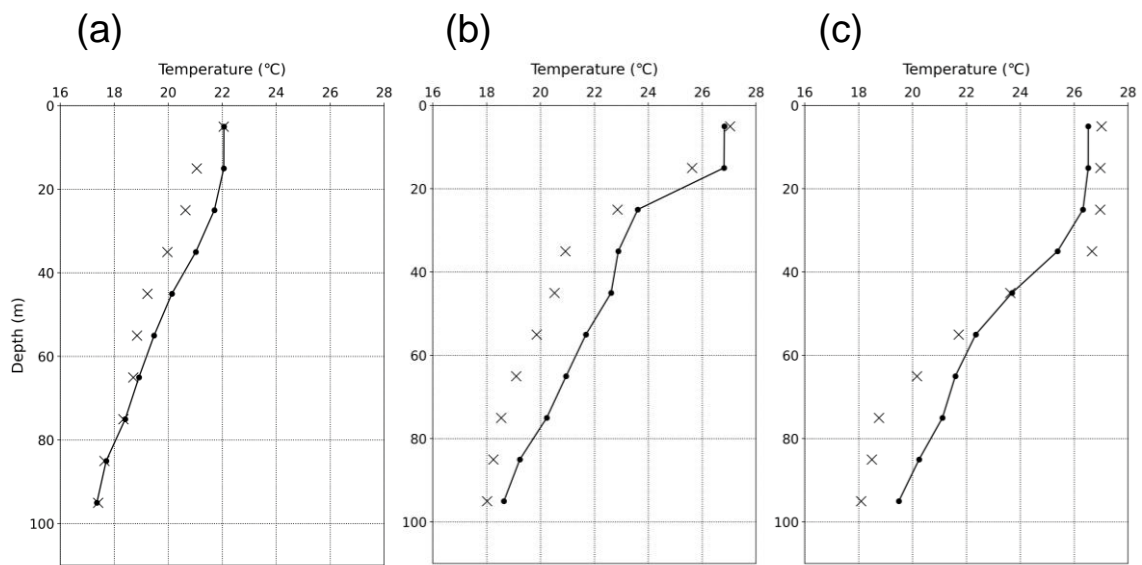 (a) (b) (c)
Temperature (℃) Temperature (℃) Temperature (℃)
16 18 20 22 24 26 28 16 18 20 22 24 26 28 16 18 20 22 24 26 28
0 0 0
20 20 20
40 40 40
Depth (m)
60 60 60
80 80 80
100 100 100